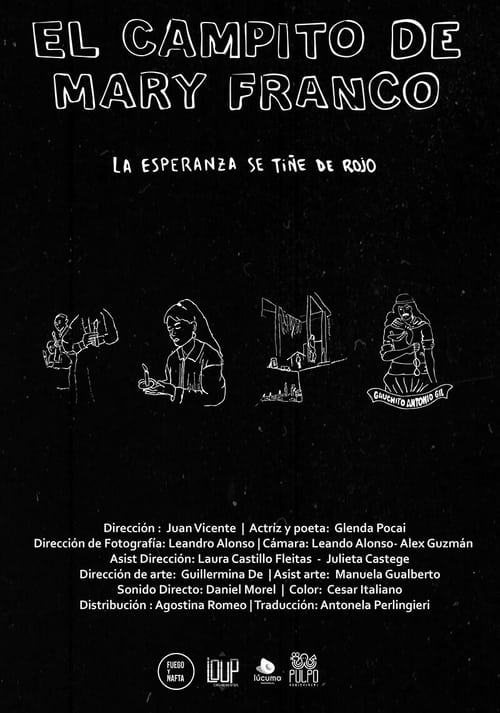 EL CAMPITO DE
MARY FRANCO
LA ESPERANZA SE TIÑE DE ROJO
GAUCHITO ANTONIO GIL
Dirección : Juan Vicente | Actríz y poeta: Glenda Pocai
Dirección de Fotografía: Leandro Alonso | Cámara: Leando Alonso- Alex Guzmán
Asist Dirección: Laura Castillo Fleitas - Julieta Castege
Dirección de arte: Guillermina De | Asist arte: Manuela Gualberto
Sonido Directo: Daniel Morel | Color: Cesar Italiano
Distribución : Agostina Romeo | Traducción: Antonela Perlingieri
FUEGO
Y
NAFTA
LOUP
lúcuma
PULPO